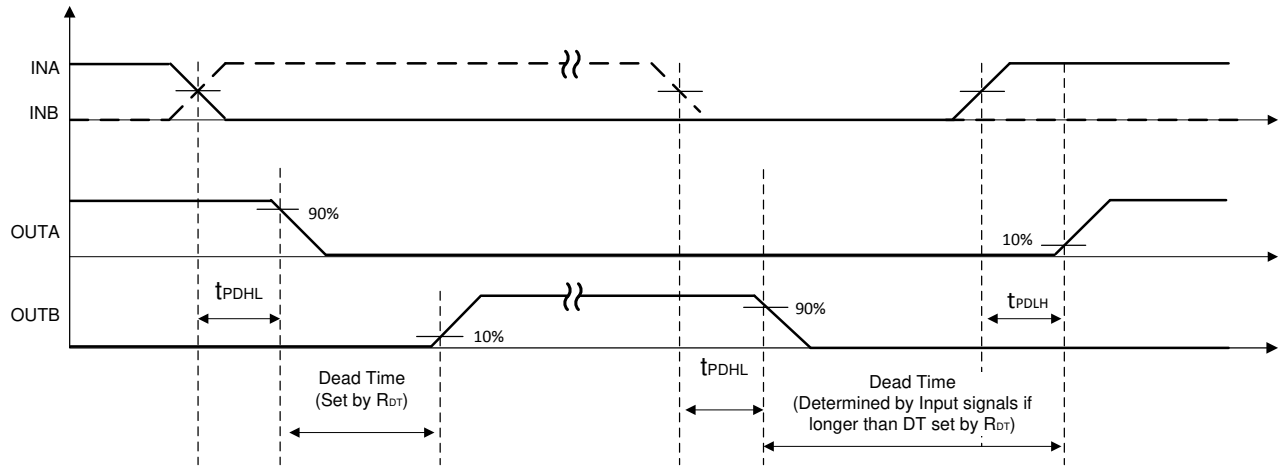 INA
INB
OUTA
90%
10%
tPDHL
OUTB
10%
90%
tPDLH
tPDHL
Dead Time
(Set by RDT)
Dead Time
(Determined by Input signals if
longer than DT set by RDT)